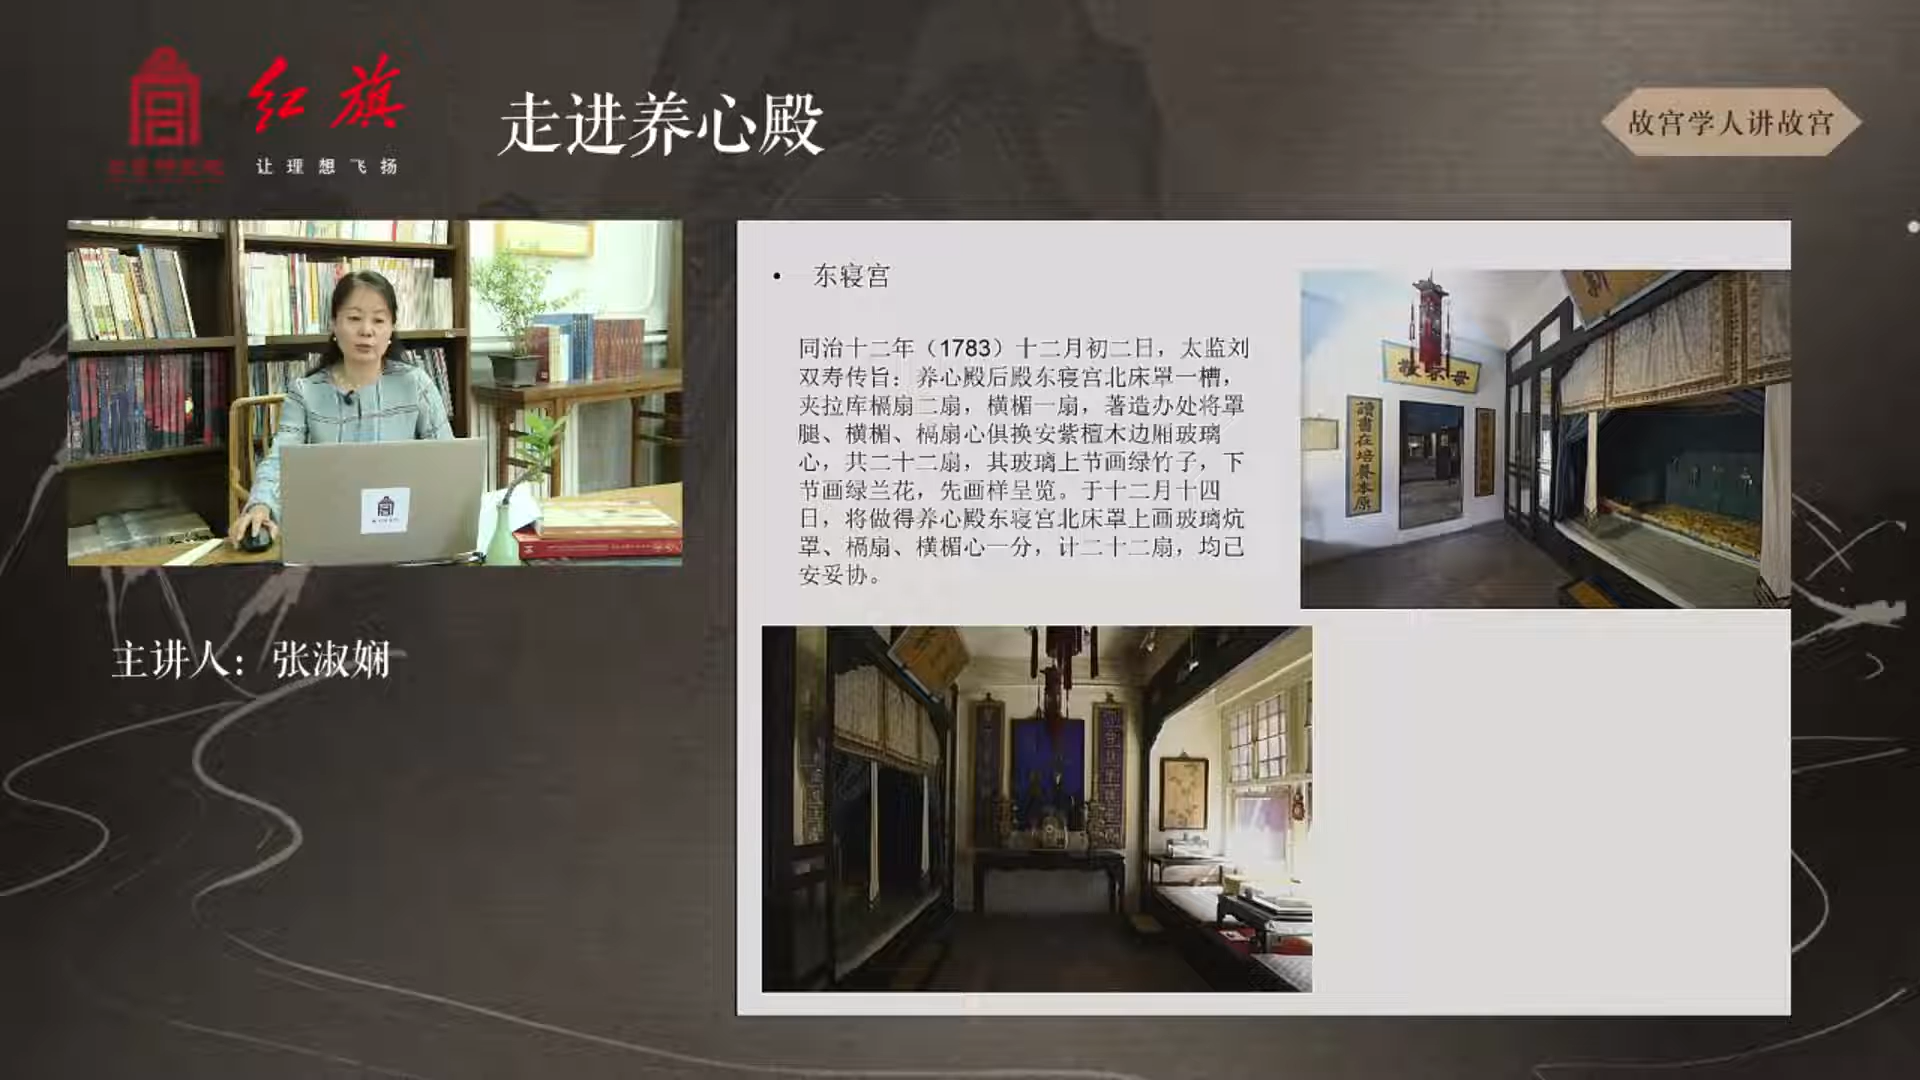 红旗
让理想飞扬
走进养心殿
故宫学人讲故宫
• 东寝宫
同治十二年（1783）十二月初二日，太监刘
双寿传旨：养心殿后殿东寝宫北床罩一槽，
夹拉库槅扇二扇，横楣一扇，著造办处将罩
腿、横楣、槅扇心俱换安紫檀木边厢玻璃
心，共二十二扇，其玻璃上节画绿竹子，下
节画绿兰花，先画样呈览。于十二月十四
日，将做得养心殿东寝宫北床罩上画玻璃炕
罩、槅扇、横楣心一分，计二十二扇，均已
安妥协。
讀書在培養本原
主讲人：张淑娴